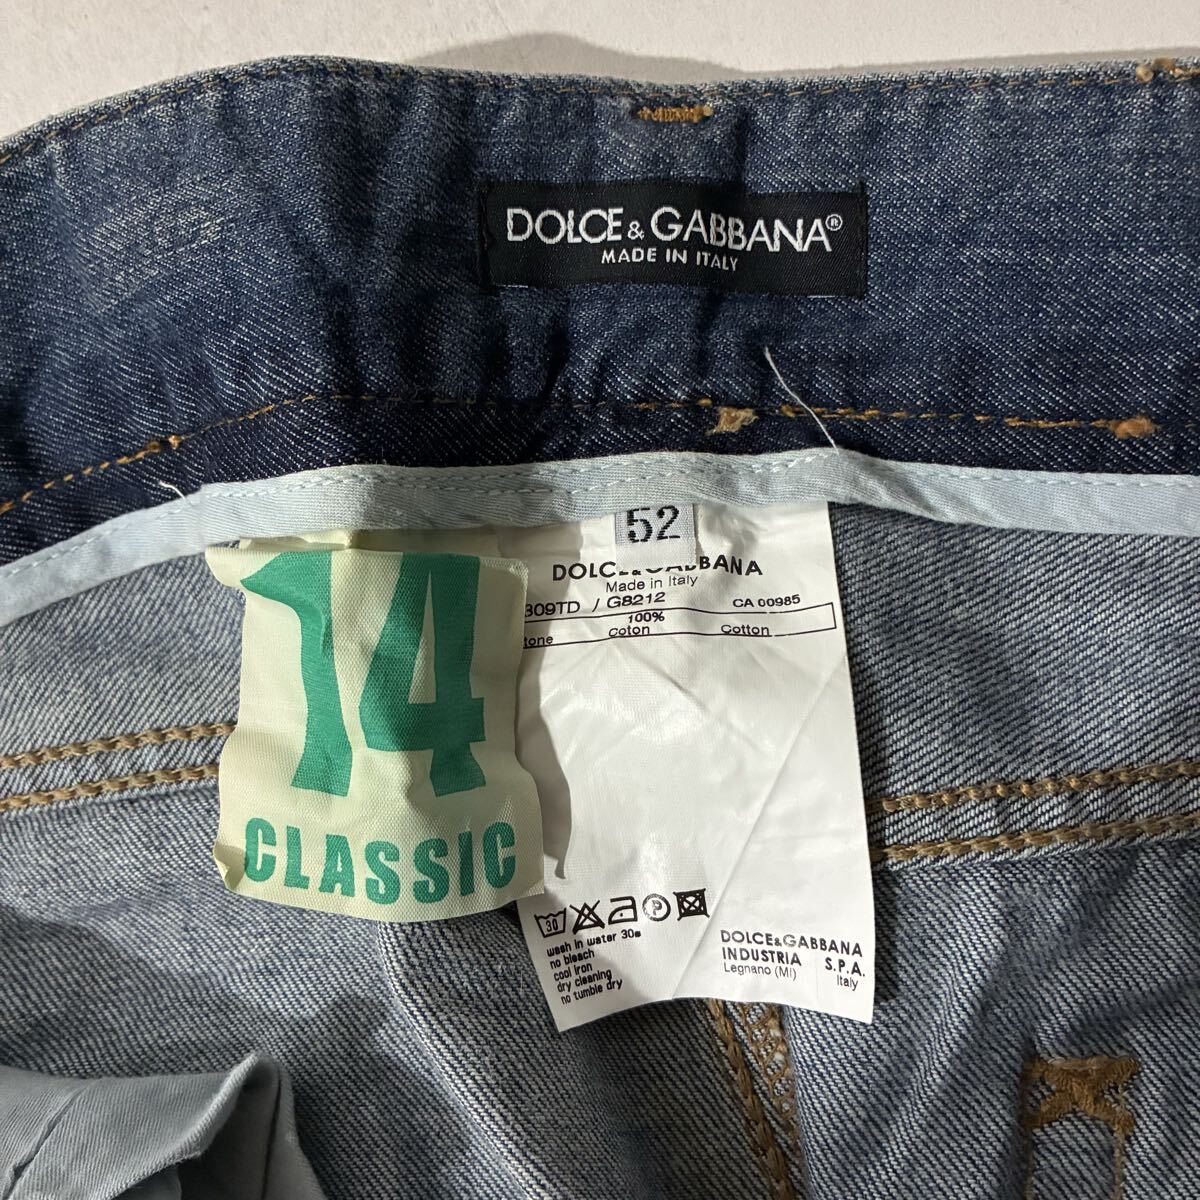 DOLCE & GABBANA®
MADE IN ITALY
52
DOLCE&GABBANA
Made in Italy
309TD / G8212 CA 00985
100%
Coton Cotton
14
CLASSIC
30 P
wash in water 30°
no bleach
cool iron
dry cleaning
no tumble dry
DOLCE&GABBANA
INDUSTRIA S.P.A.
Legnano (MI) Italy